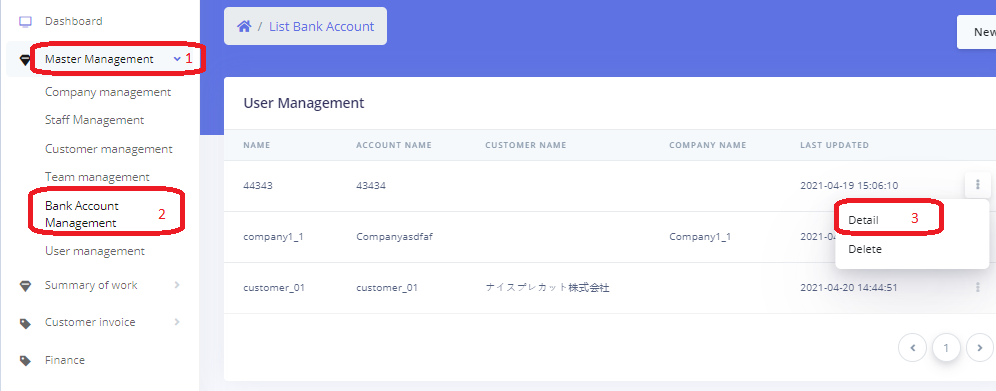 Dashboard
/ List Bank Account
New
Master Management 1
Company management
User Management
Staff Management
NAME ACCOUNT NAME CUSTOMER NAME COMPANY NAME LAST UPDATED
Customer management
Team management
44343 43434 2021-04-19 15:06:10
Bank Account
Management 2
Detail 3
company1_1 Companyasdfaf Company1_1 2021-04
User management
Delete
Summary of work
customer_01 customer_01 ナイスプレカット株式会社 2021-04-20 14:44:51
Customer invoice
1
Finance